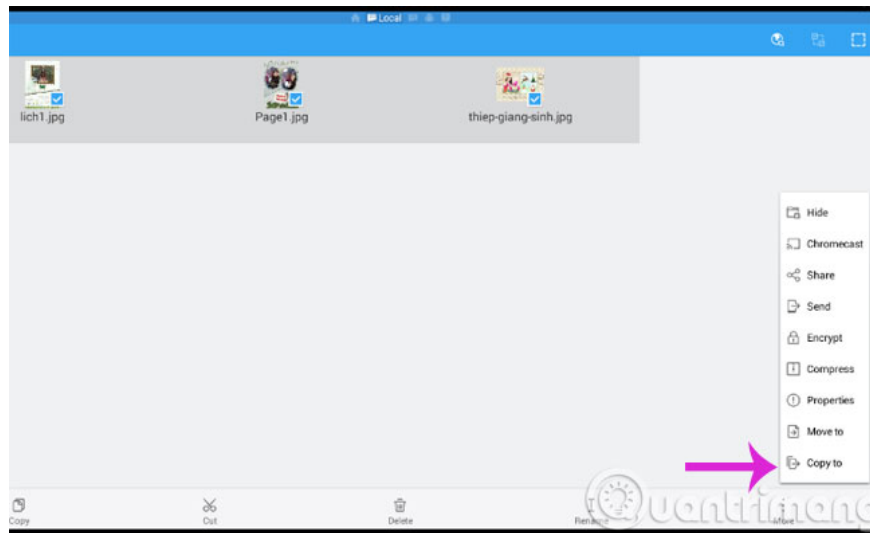 Local
lich1.jpg
Page1.jpg
thiep-giang-sinh.jpg
Hide
Chromecast
Share
Send
Encrypt
Compress
Properties
Move to
Copy to
Copy
Cut
Delete
Rename
More
Quantrimang